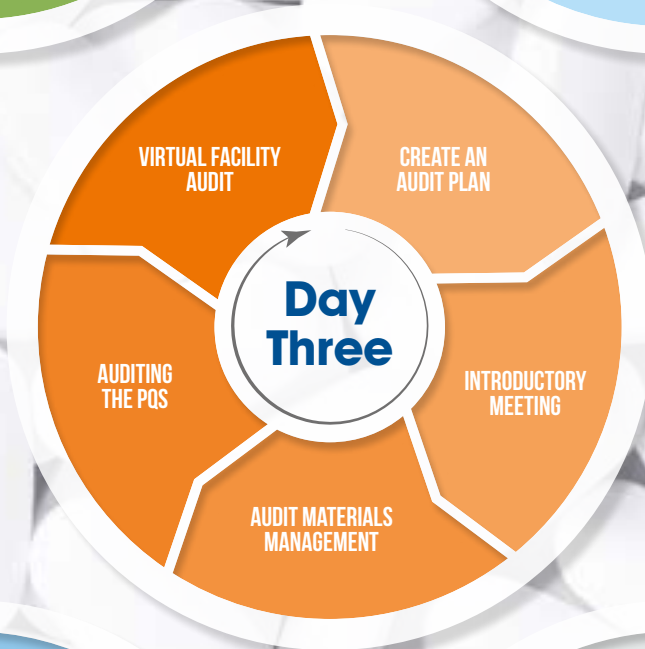 Day
Three
CREATE AN
AUDIT PLAN
INTRODUCTORY
MEETING
AUDIT MATERIALS
MANAGEMENT
AUDITING
THE PQS
VIRTUAL FACILITY
AUDIT